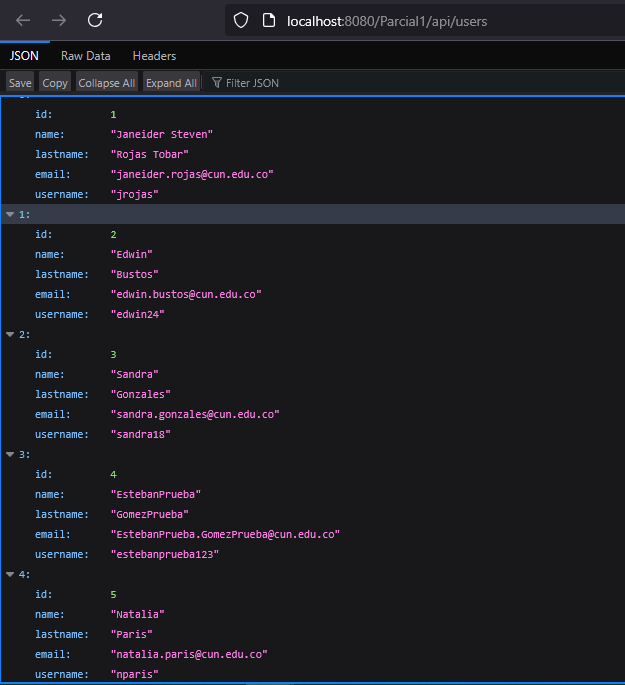 localhost:8080/Parcial1/api/users
JSON Raw Data Headers
Save Copy Collapse All Expand All Filter JSON
id: 1
name: "Janeider Steven"
lastname: "Rojas Tobar"
email: "janeider.rojas@cun.edu.co"
username: "jrojas"
1:
id: 2
name: "Edwin"
lastname: "Bustos"
email: "edwin.bustos@cun.edu.co"
username: "edwin24"
2:
id: 3
name: "Sandra"
lastname: "Gonzales"
email: "sandra.gonzales@cun.edu.co"
username: "sandra18"
3:
id: 4
name: "EstebanPrueba"
lastname: "GomezPrueba"
email: "EstebanPrueba.GomezPrueba@cun.edu.co"
username: "estebanprueba123"
4:
id: 5
name: "Natalia"
lastname: "Paris"
email: "natalia.paris@cun.edu.co"
username: "nparis"